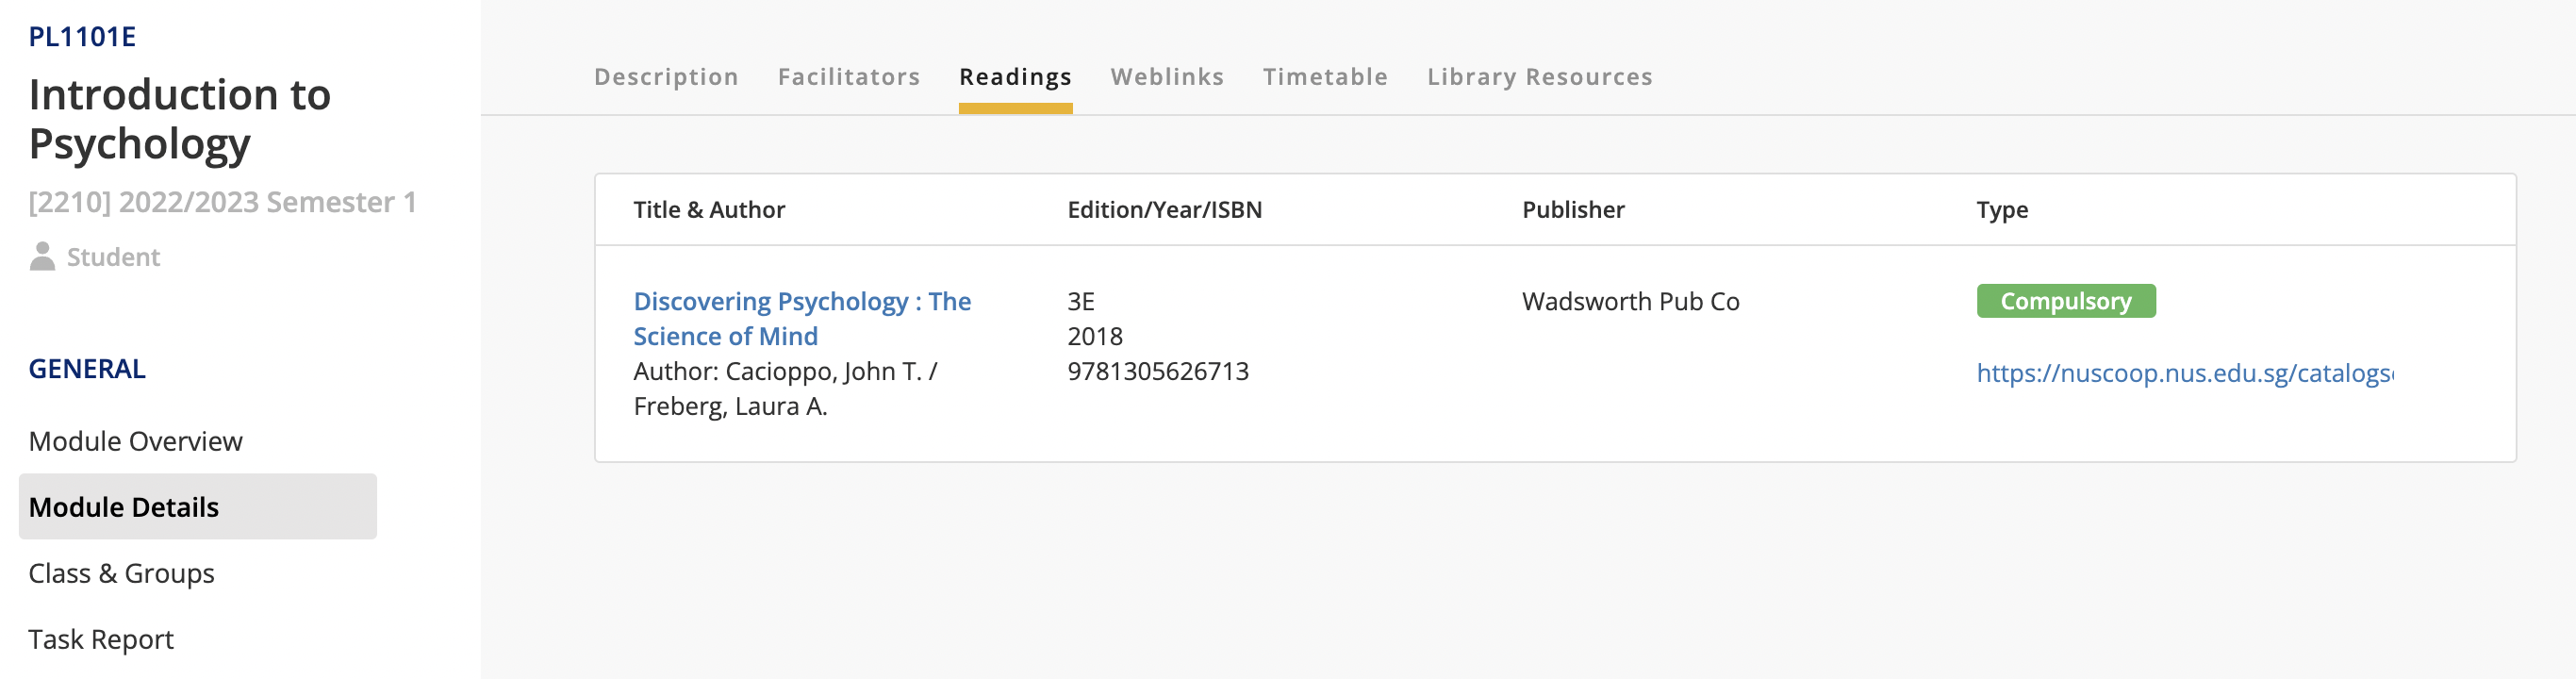 PL1101E
Introduction to
Psychology
[2210] 2022/2023 Semester 1
Student
GENERAL
Module Overview
Module Details
Class & Groups
Task Report
Description Facilitators Readings Weblinks Timetable Library Resources
Title & Author Edition/Year/ISBN Publisher Type
Discovering Psychology : The
Science of Mind
Author: Cacioppo, John T. /
Freberg, Laura A.
3E
2018
9781305626713
Wadsworth Pub Co
Compulsory
https://nuscoop.nus.edu.sg/catalogs